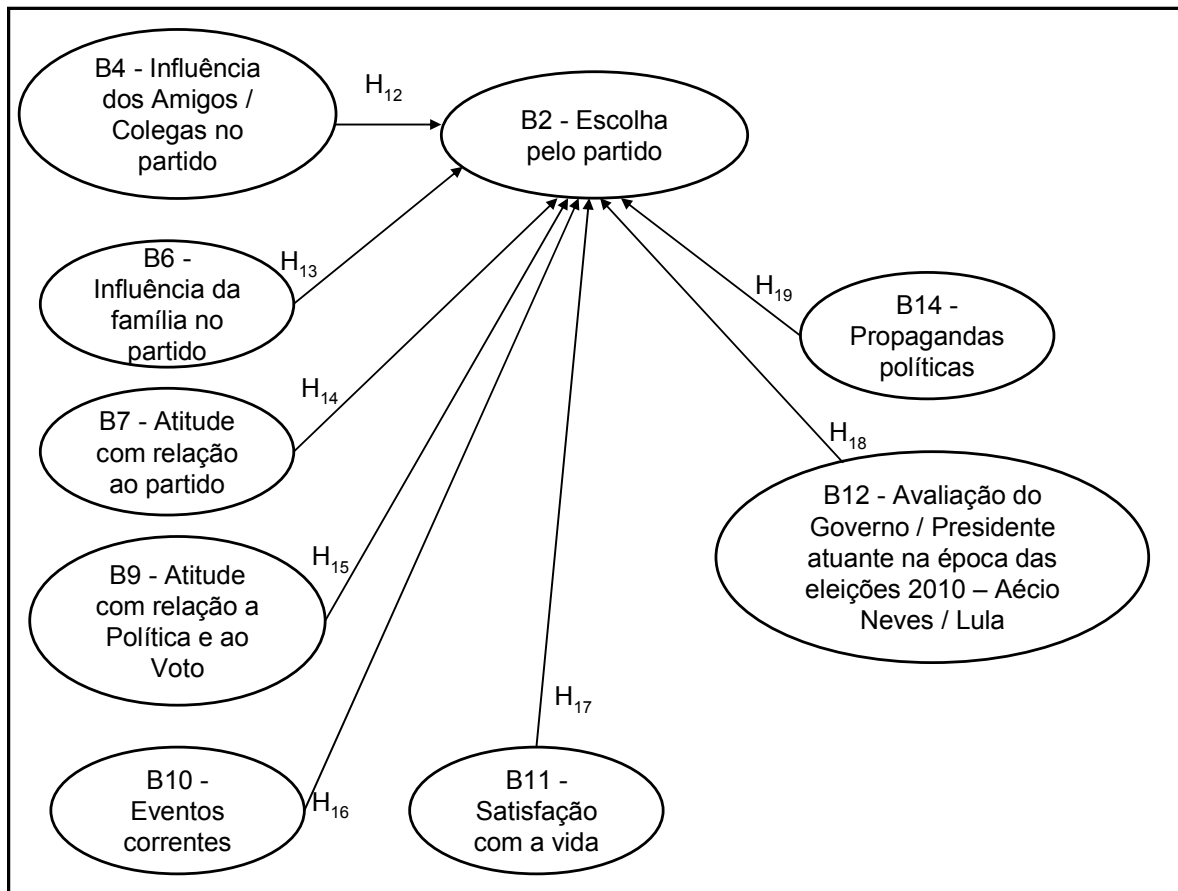 B4 - Influência
dos Amigos /
Colegas no
partido
H12
B2 - Escolha
pelo partido
B6 -
Influência da
família no
partido
H13
H19
B14 -
Propagandas
políticas
B7 - Atitude
com relação
ao partido
H14
H18
B12 - Avaliação do
Governo / Presidente
atuante na época das
eleições 2010 – Aécio
Neves / Lula
B9 - Atitude
com relação a
Política e ao
Voto
H15
B10 -
Eventos
correntes
H16
H17
B11 -
Satisfação
com a vida